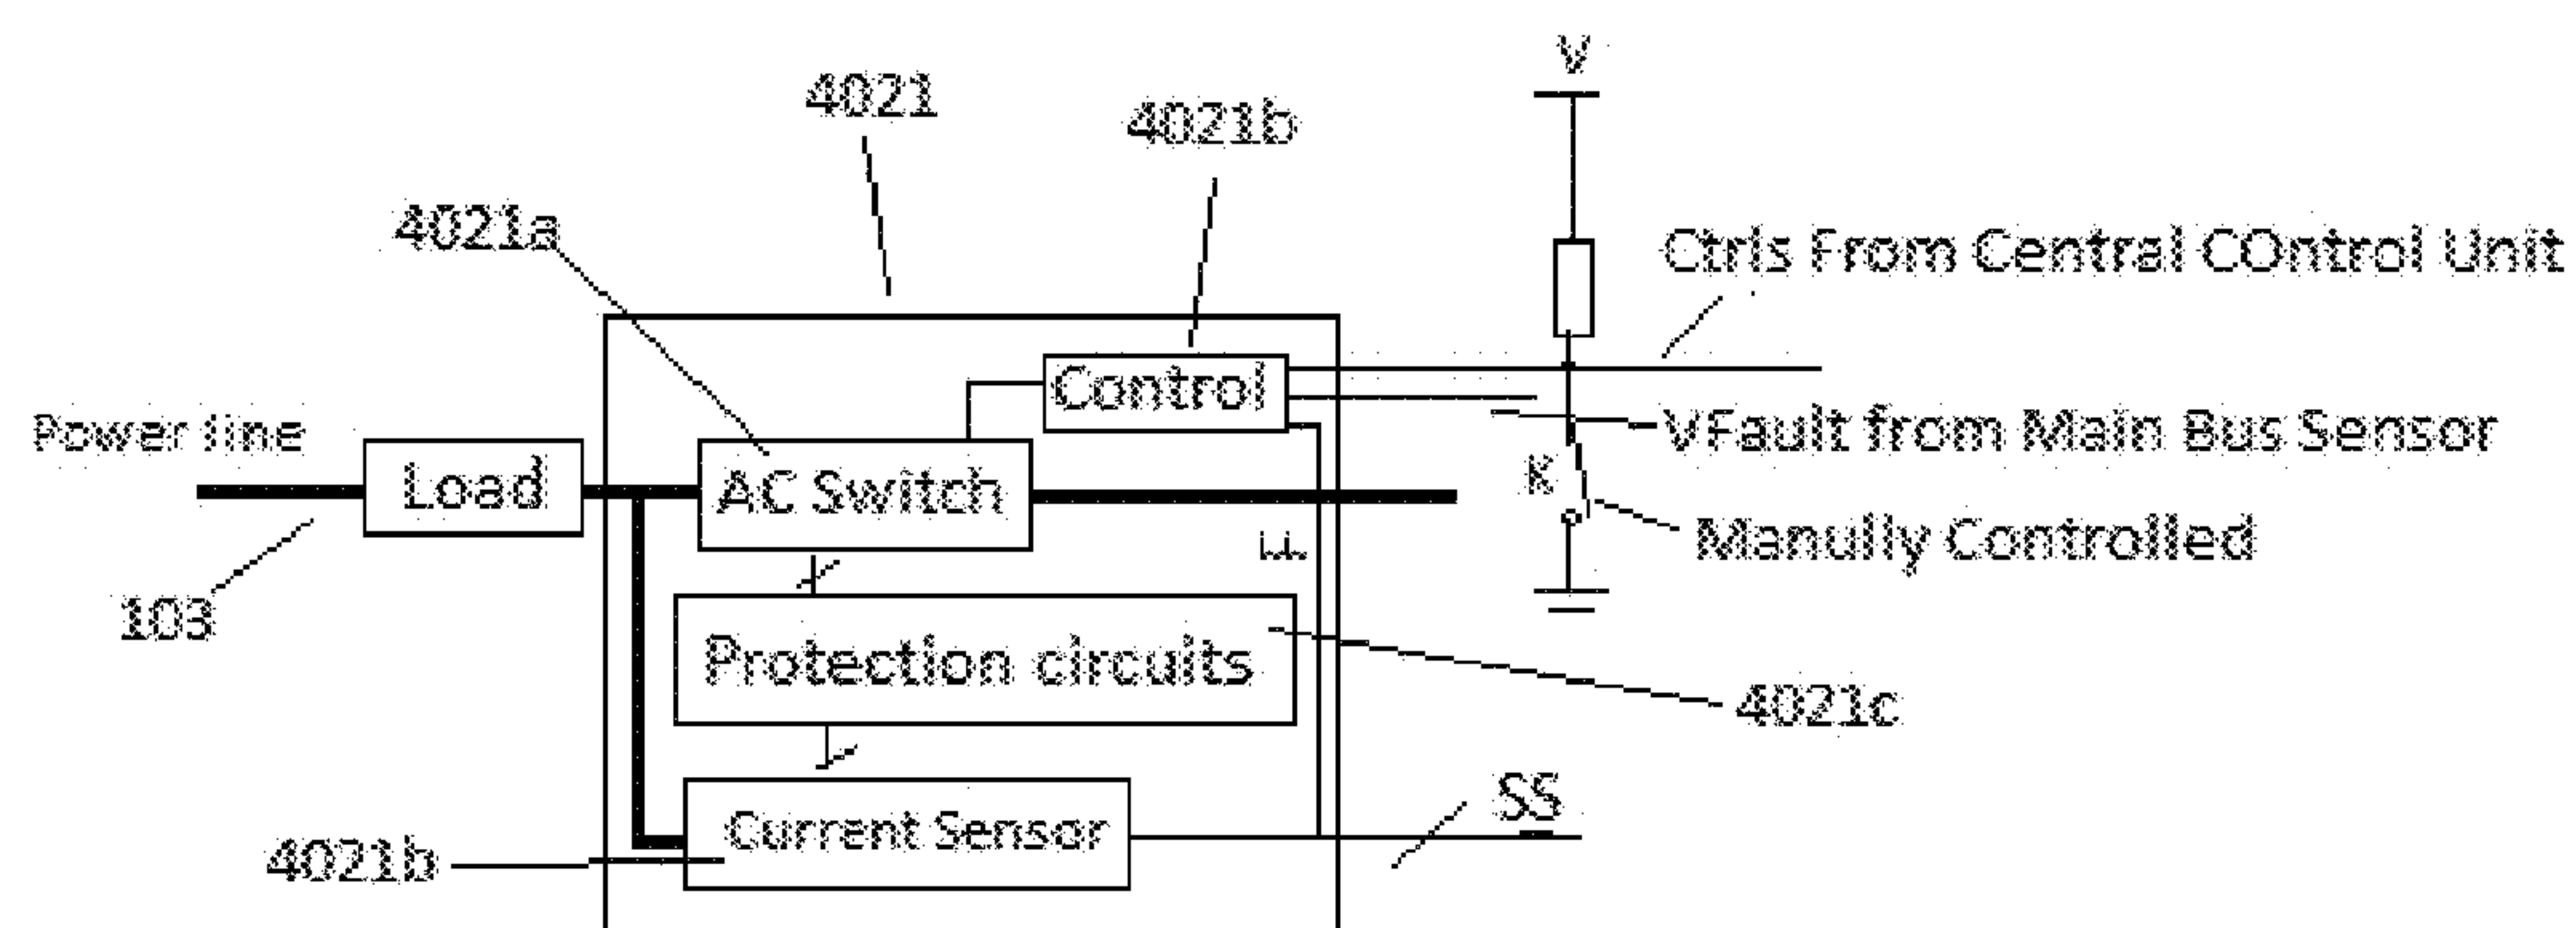 V
4021
4021b
4021a
Ctrls From Central COntrol Unit
Control
Power line
VFault from Main Bus Sensor
Load
AC Switch
K
F
Manully Controlled
103
Protection circuits
4021c
SS
Current Sensor
4021b